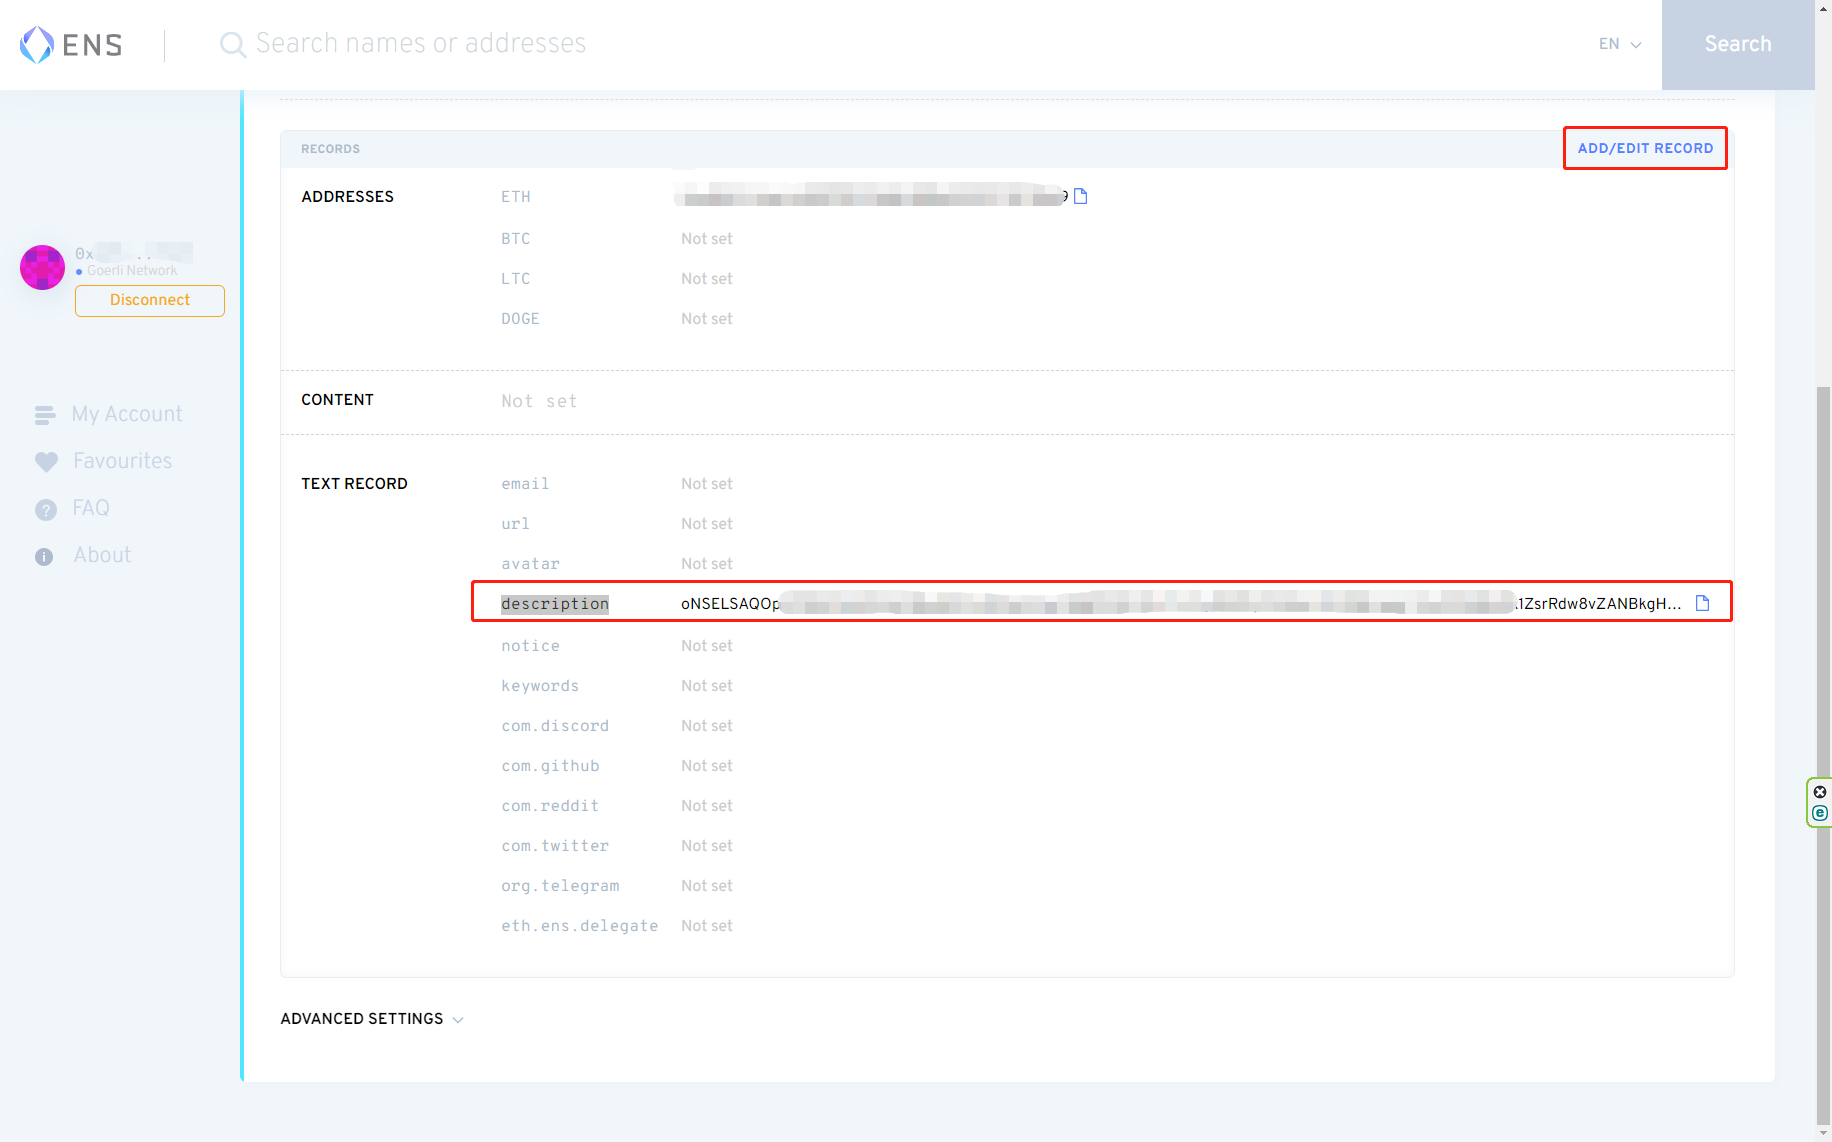 ENS
Search names or addresses
EN
Search
RECORDS
ADD/EDIT RECORD
ADDRESSES
ETH
9
BTC Not set
LTC Not set
DOGE Not set
0x
Goerli Network
Disconnect
My Account
Favourites
FAQ
About
CONTENT Not set
TEXT RECORD
email Not set
url Not set
avatar Not set
description oNSELSAQOp 1ZsrRdw8vZANBkgH...
notice Not set
keywords Not set
com.discord Not set
com.github Not set
com.reddit Not set
com.twitter Not set
org.telegram Not set
eth.ens.delegate Not set
ADVANCED SETTINGS